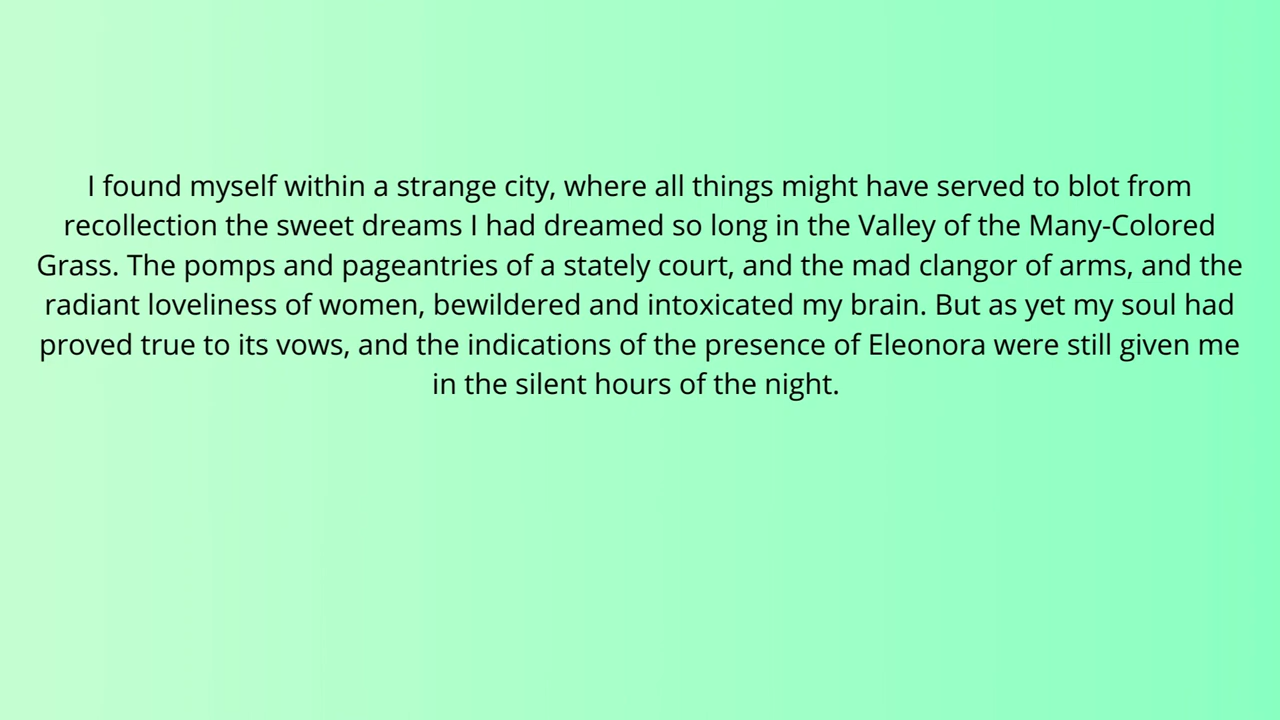 I found myself within a strange city, where all things might have served to blot from
recollection the sweet dreams I had dreamed so long in the Valley of the Many-Colored
Grass. The pomps and pageantries of a stately court, and the mad clangor of arms, and the
radiant loveliness of women, bewildered and intoxicated my brain. But as yet my soul had
proved true to its vows, and the indications of the presence of Eleonora were still given me
in the silent hours of the night.